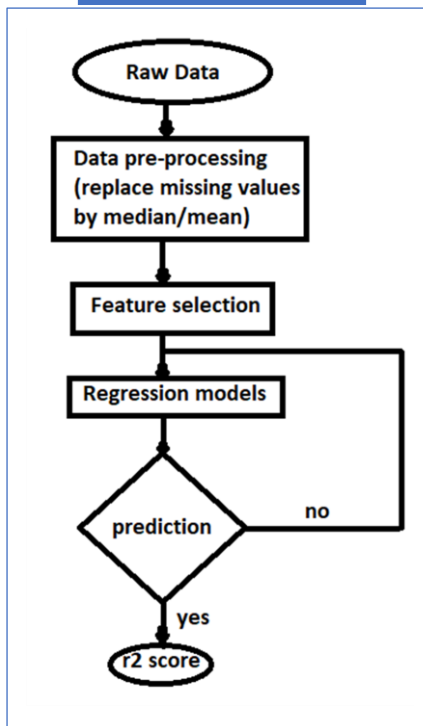 Raw Data
Data pre-processing
(replace missing values
by median/mean)
Feature selection
Regression models
prediction
no
yes
r2 score